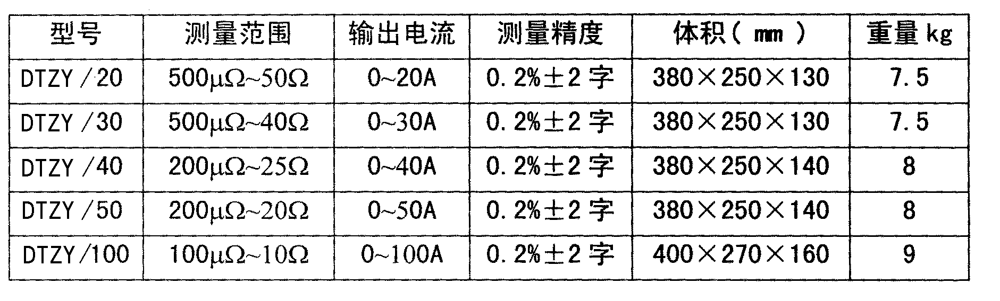 型号 测量范围 输出电流 测量精度 体积( mm ) 重量kg
DTZY /20 500μΩ~50Ω 0~20A 0.2%±2字 380×250×130 7.5
DTZY /30 500μΩ~40Ω 0~30A 0.2%±2字 380×250×130 7.5
DTZY /40 200μΩ~25Ω 0~40A 0.2%±2字 380×250×140 8
DTZY /50 200μΩ~20Ω 0~50A 0.2%±2字 380×250×140 8
DTZY/100 100μΩ~10Ω 0~100A 0.2%±2字 400×270×160 9